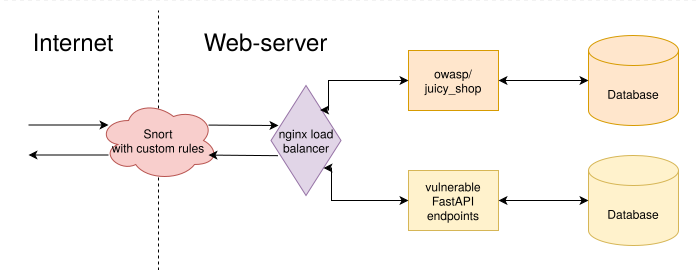 Internet
Web-server
owasp/
juicy_shop
Database
Snort
with custom rules
nginx load
balancer
vulnerable
FastAPI
endpoints
Database